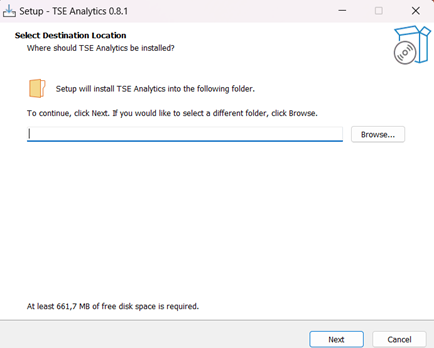 Setup - TSE Analytics 0.8.1
Select Destination Location
Where should TSE Analytics be installed?
Setup will install TSE Analytics into the following folder.
To continue, click Next. If you would like to select a different folder, click Browse.
Browse...
At least 661,7 MB of free disk space is required.
Next
Cancel